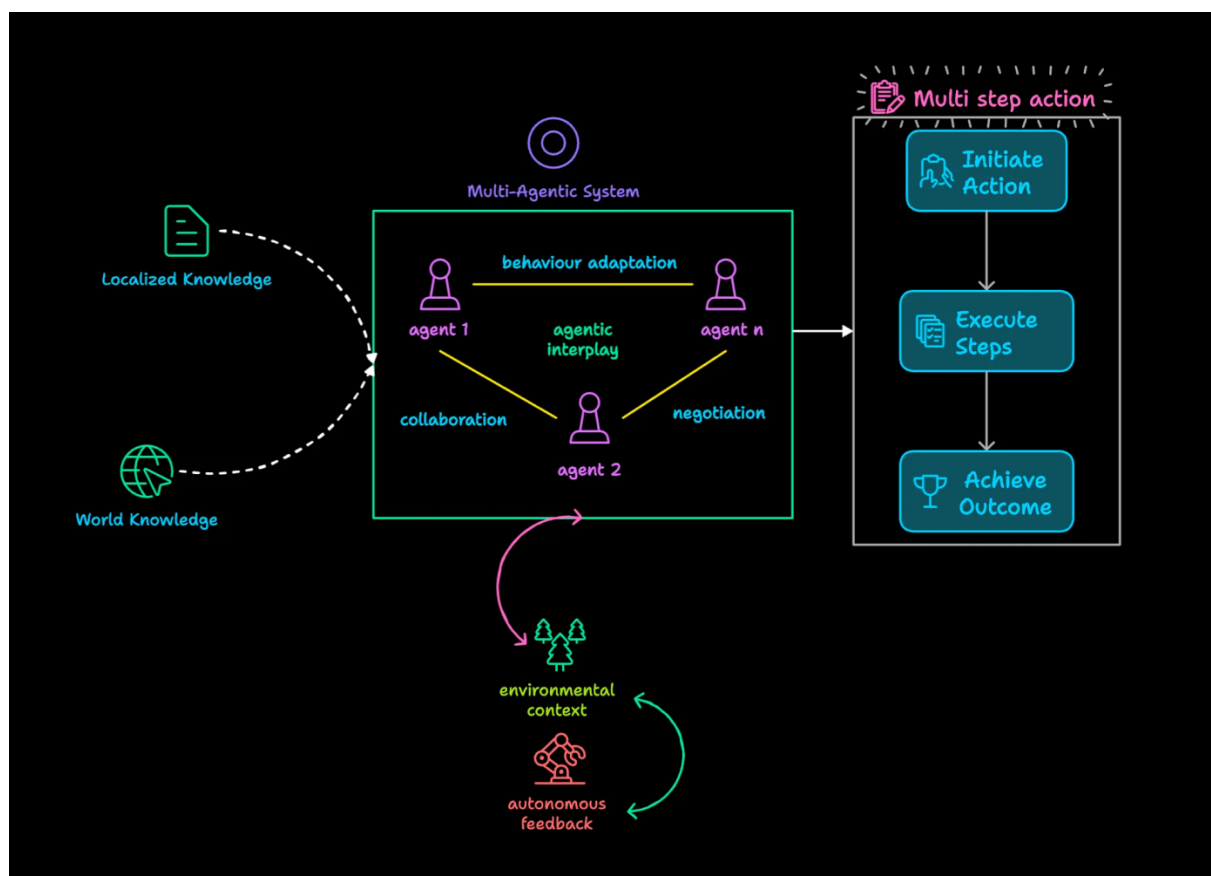 Multi step action
Initiate
Action
Multi-Agentic System
Localized Knowledge
behaviour adaptation
agent 1
agentic
interplay
agent n
Execute
Steps
collaboration
negotiation
agent 2
World Knowledge
Achieve
Outcome
environmental
context
autonomous
feedback